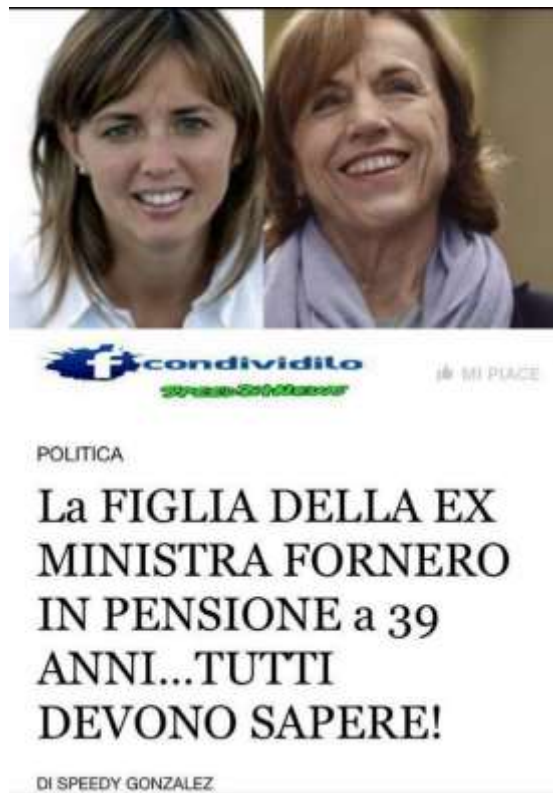 f condividilo
MI PIACE
POLITICA
La FIGLIA DELLA EX
MINISTRA FORNERO
IN PENSIONE a 39
ANNI...TUTTI
DEVONO SAPERE!
DI SPEEDY GONZALEZ